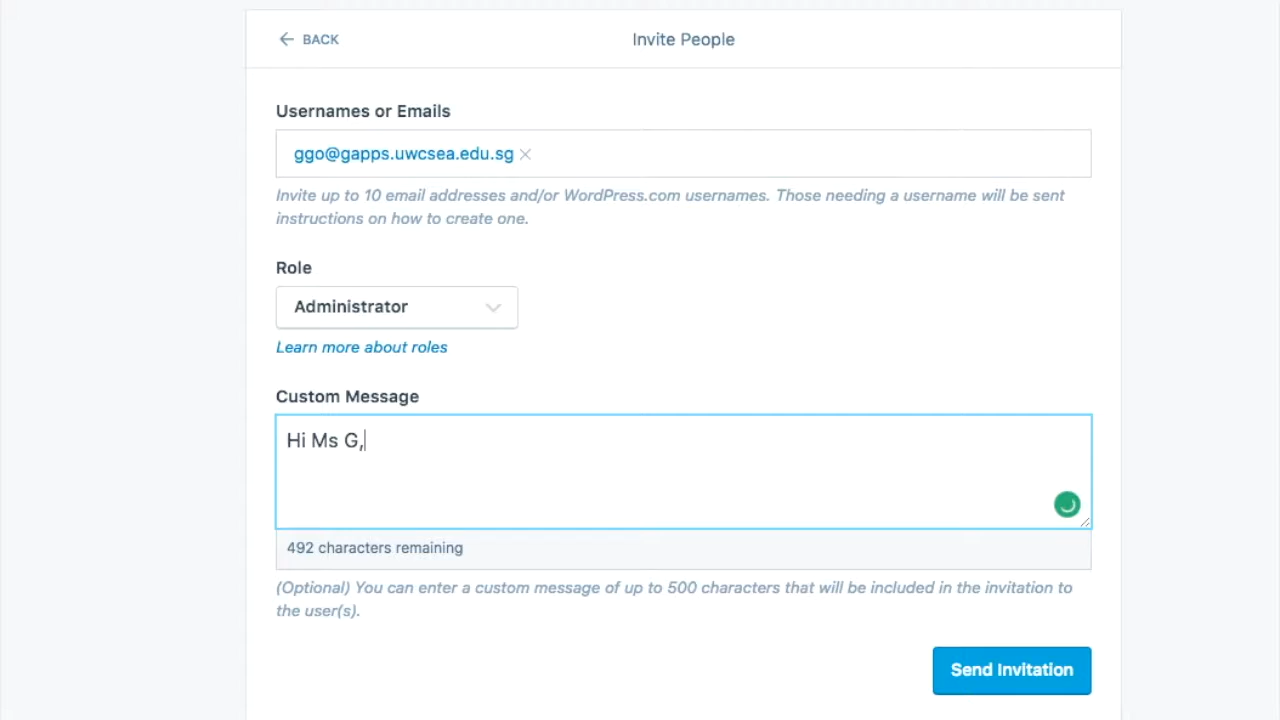 BACK
Invite People
Usernames or Emails
ggo@gapps.uwcsea.edu.sg
Invite up to 10 email addresses and/or WordPress.com usernames. Those needing a username will be sent
instructions on how to create one.
Role
Administrator
Learn more about roles
Custom Message
Hi Ms G,
492 characters remaining
(Optional) You can enter a custom message of up to 500 characters that will be included in the invitation to
the user(s).
Send Invitation